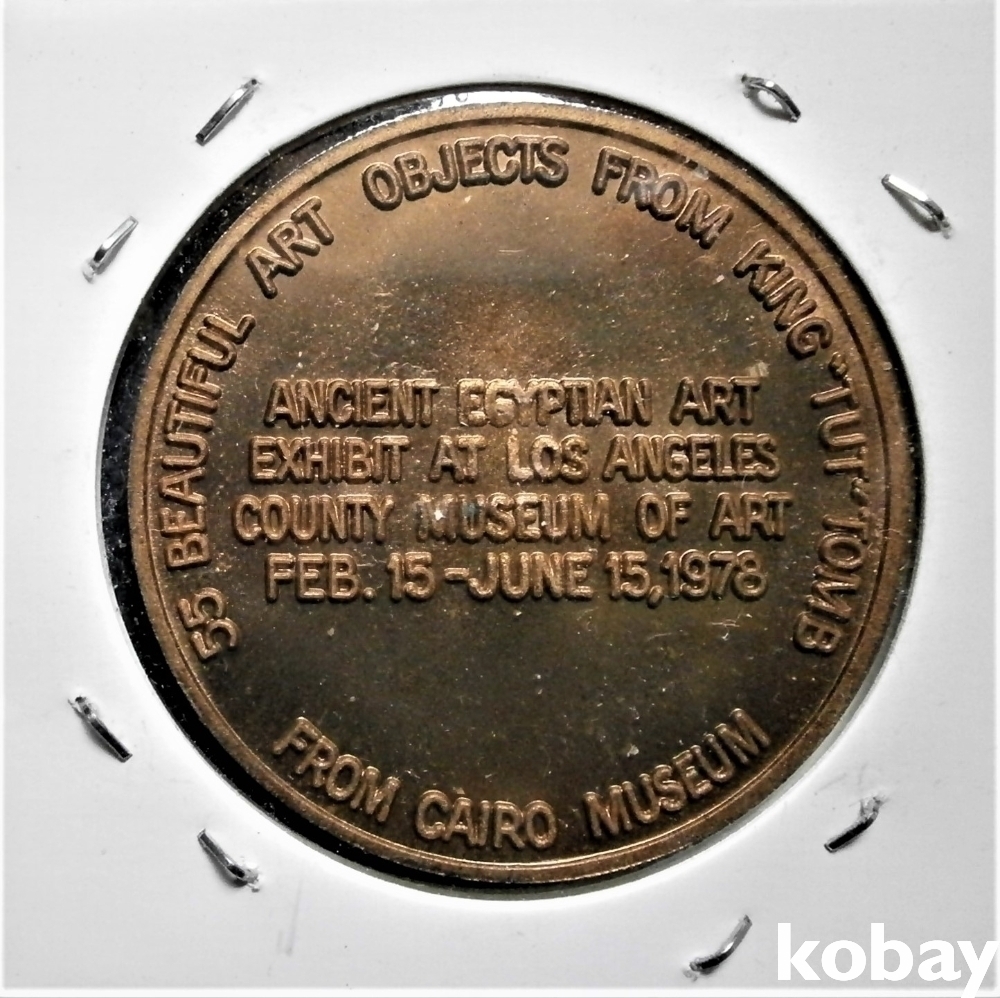 55 BEAUTIFUL ART OBJECTS FROM KING "TUT" TOMB
ANCIENT EGYPTIAN ART
EXHIBIT AT LOS ANGELES
COUNTY MUSEUM OF ART
FEB. 15-JUNE 15, 1978
FROM CAIRO MUSEUM
kobay